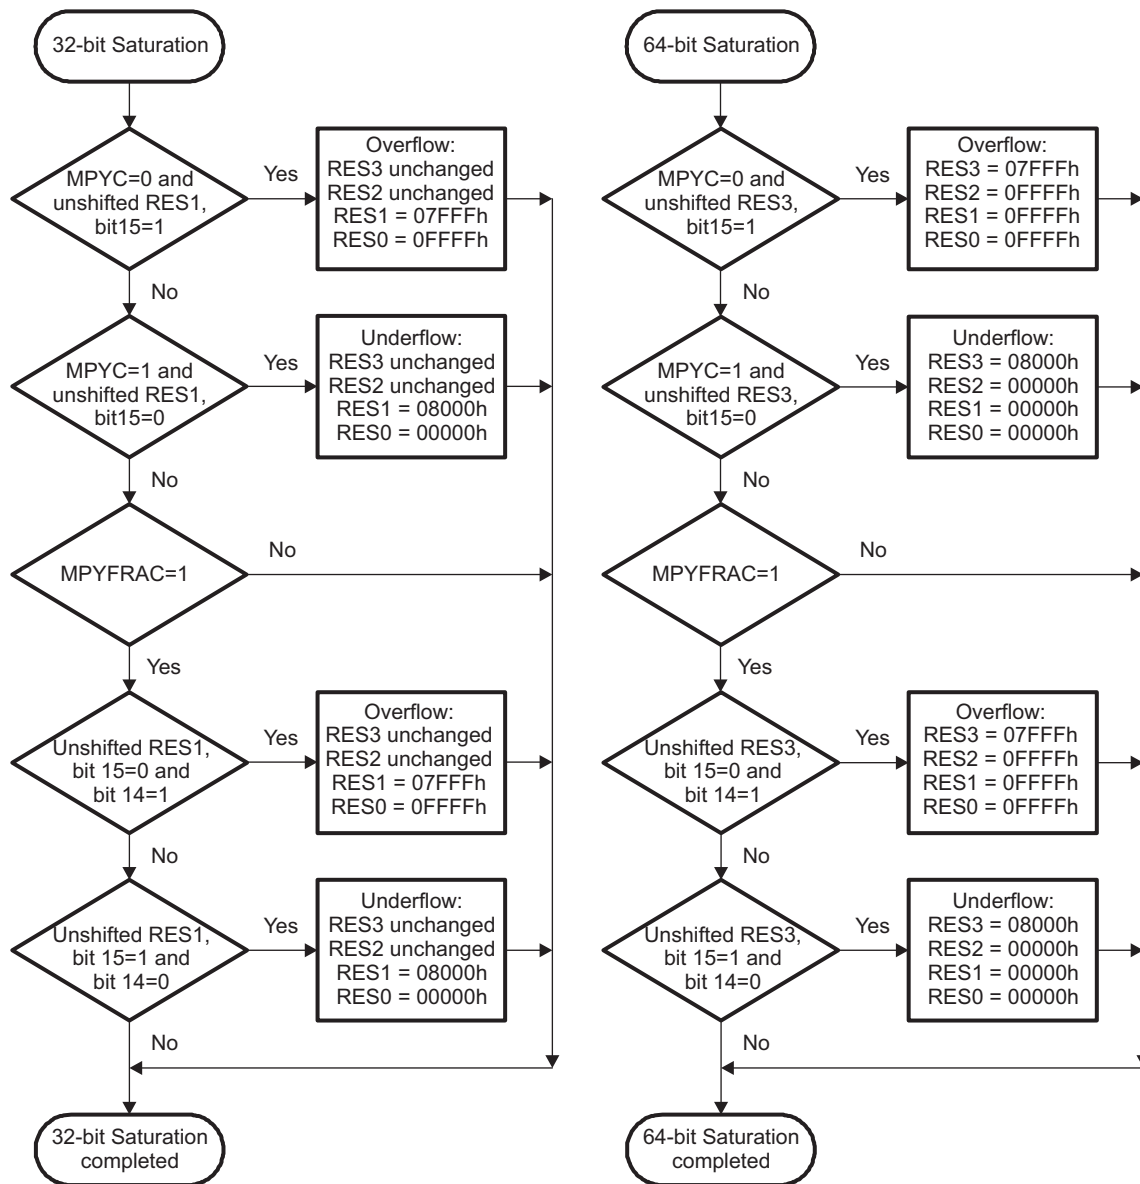 32-bit Saturation
MPYC=0 and
unshifted RES1,
bit15=1
Yes
Overflow:
RES3 unchanged
RES2 unchanged
RES1 = 07FFFh
RES0 = 0FFFFh
No
MPYC=1 and
unshifted RES1,
bit15=0
Yes
Underflow:
RES3 unchanged
RES2 unchanged
RES1 = 08000h
RES0 = 00000h
No
MPYFRAC=1
No
Yes
Unshifted RES1,
bit 15=0 and
bit 14=1
Yes
Overflow:
RES3 unchanged
RES2 unchanged
RES1 = 07FFFh
RES0 = 0FFFFh
No
Unshifted RES1,
bit 15=1 and
bit 14=0
Yes
Underflow:
RES3 unchanged
RES2 unchanged
RES1 = 08000h
RES0 = 00000h
No
32-bit Saturation
completed
64-bit Saturation
MPYC=0 and
unshifted RES3,
bit15=1
Yes
Overflow:
RES3 = 07FFFh
RES2 = 0FFFFh
RES1 = 0FFFFh
RES0 = 0FFFFh
No
MPYC=1 and
unshifted RES3,
bit15=0
Yes
Underflow:
RES3 = 08000h
RES2 = 00000h
RES1 = 00000h
RES0 = 00000h
No
MPYFRAC=1
No
Yes
Unshifted RES3,
bit 15=0 and
bit 14=1
Yes
Overflow:
RES3 = 07FFFh
RES2 = 0FFFFh
RES1 = 0FFFFh
RES0 = 0FFFFh
No
Unshifted RES3,
bit 15=1 and
bit 14=0
Yes
Underflow:
RES3 = 08000h
RES2 = 00000h
RES1 = 00000h
RES0 = 00000h
No
64-bit Saturation
completed